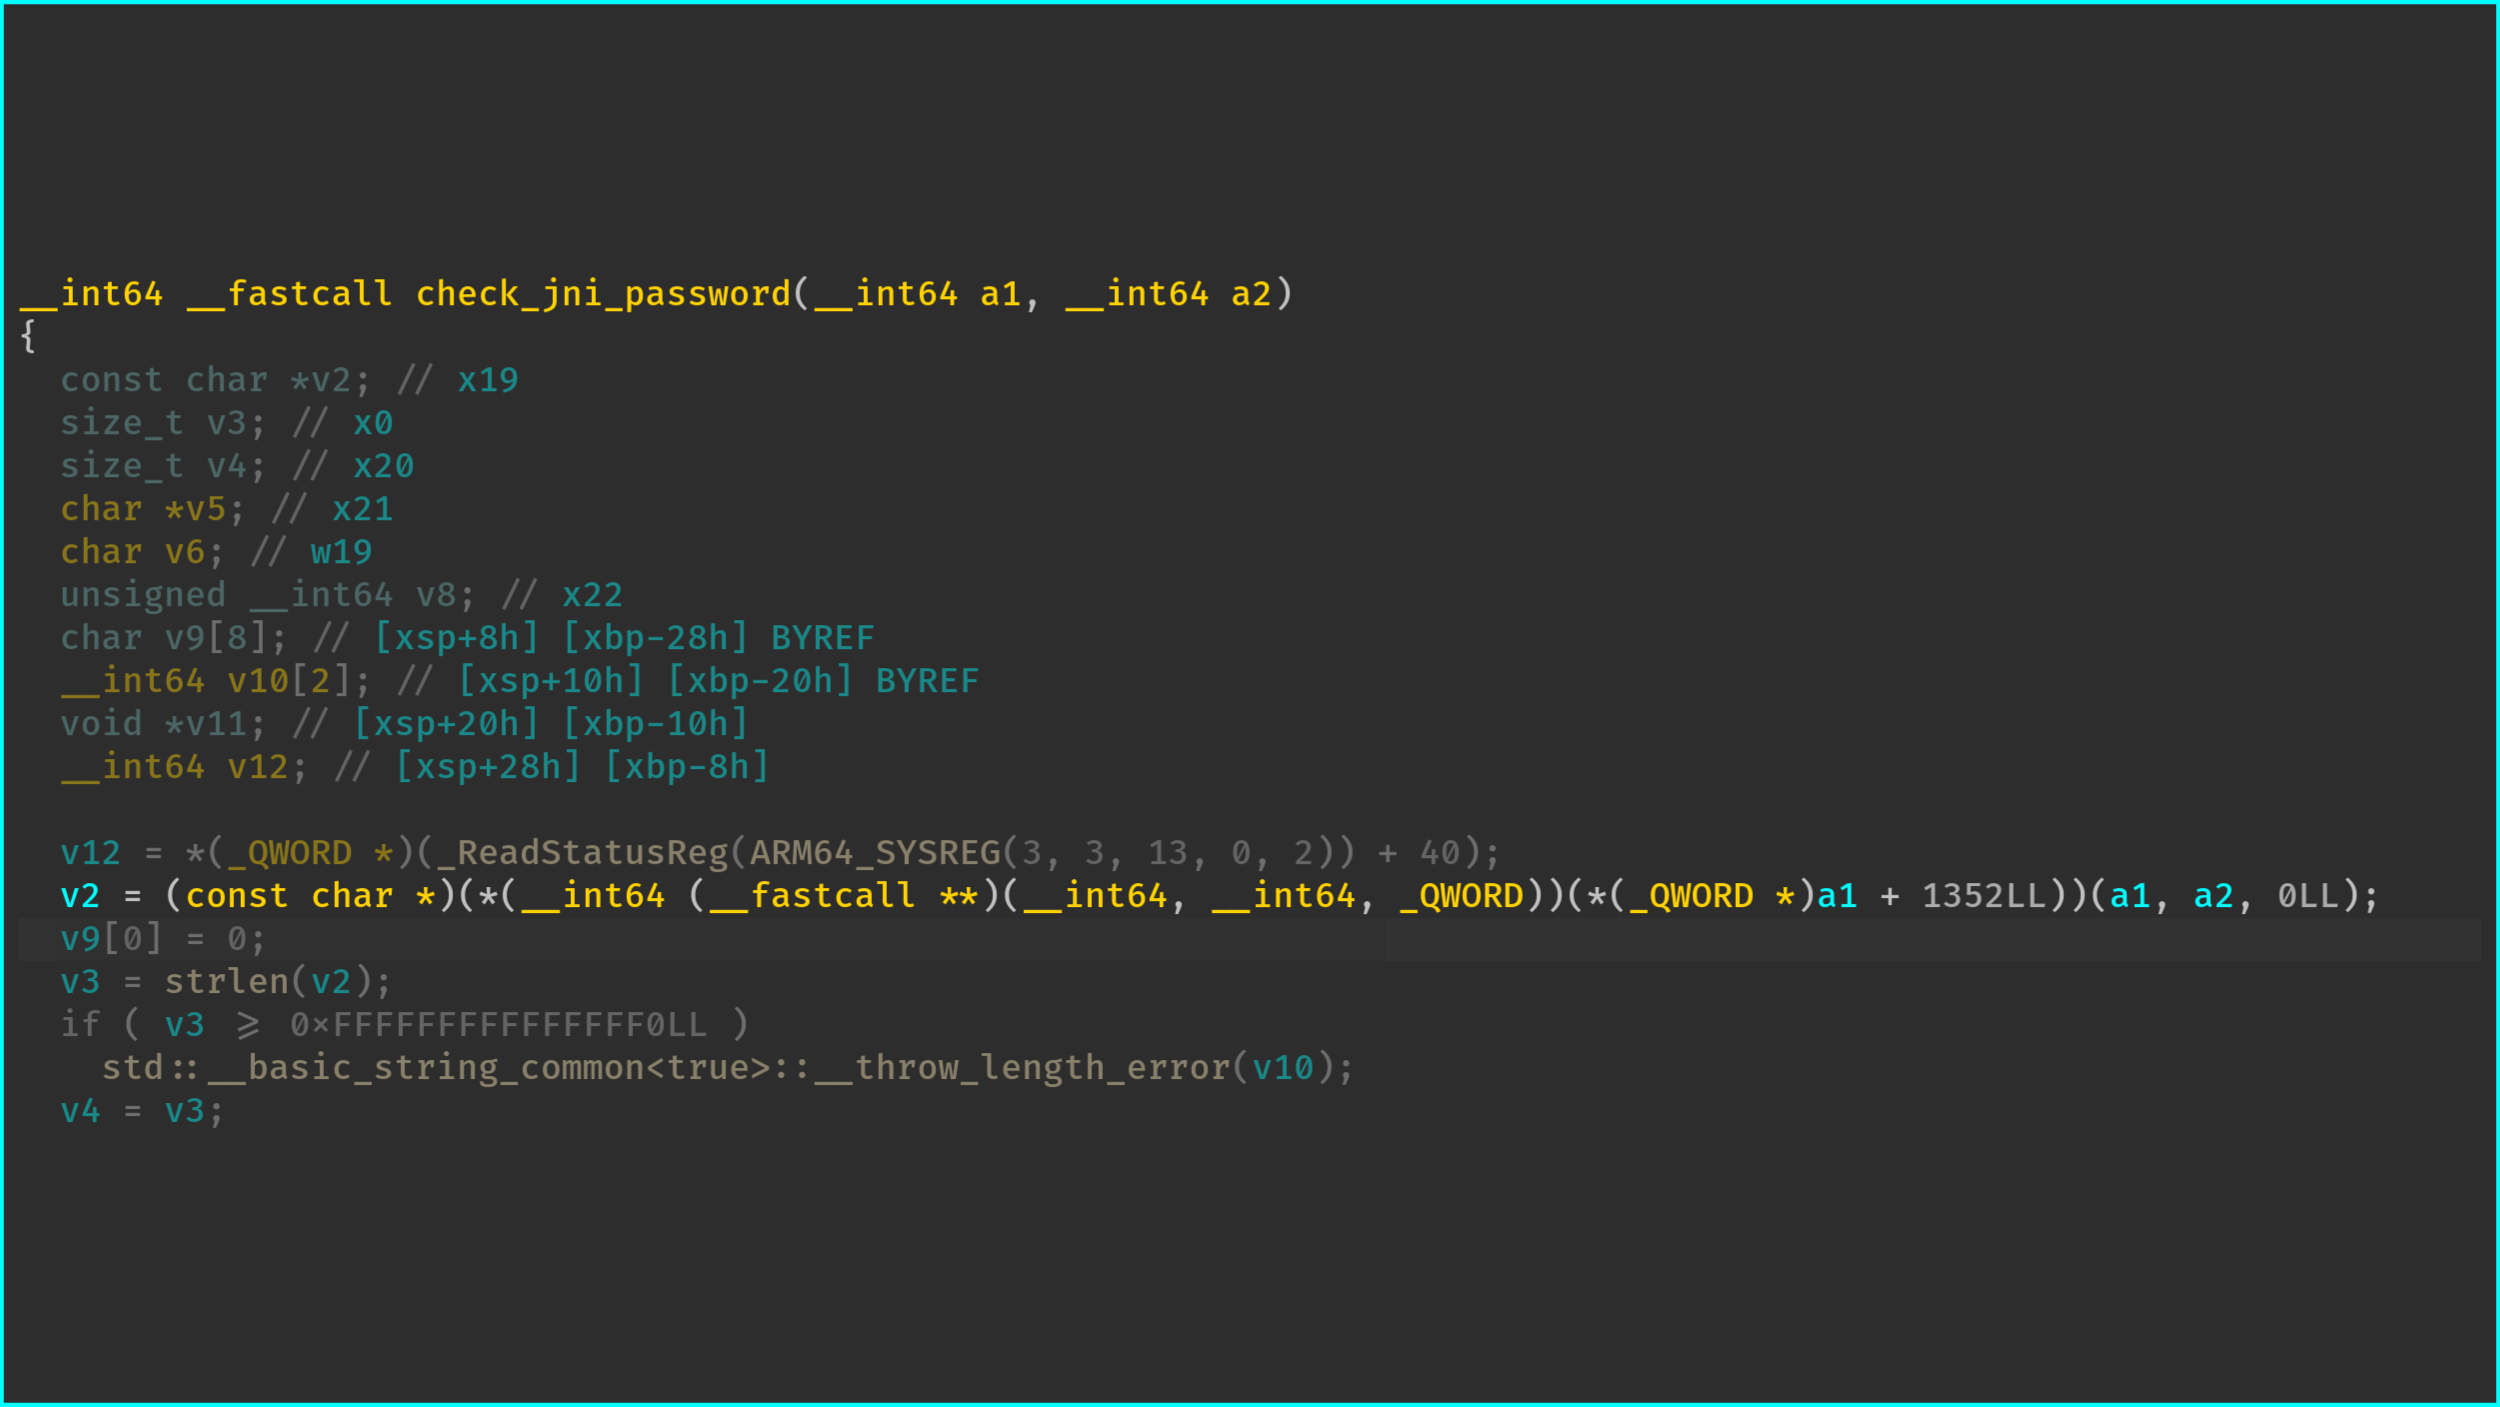 __int64 __fastcall check_jni_password(__int64 a1, __int64 a2)
{
  const char *v2; // x19
  size_t v3; // x0
  size_t v4; // x20
  char *v5; // x21
  char v6; // w19
  unsigned __int64 v8; // x22
  char v9[8]; // [xsp+8h] [xbp-28h] BYREF
  __int64 v10[2]; // [xsp+10h] [xbp-20h] BYREF
  void *v11; // [xsp+20h] [xbp-10h]
  __int64 v12; // [xsp+28h] [xbp-8h]
  v12 = *(_QWORD *)(_ReadStatusReg(ARM64_SYSREG(3, 3, 13, 0, 2)) + 40);
  v2 = (const char *)(*(__int64 (__fastcall **)(__int64, __int64, _QWORD))(*(_QWORD *)a1 + 1352LL))(a1, a2, 0LL);
  v9[0] = 0;
  v3 = strlen(v2);
  if ( v3 >= 0xFFFFFFFFFFFFFFF0LL )
    std::__basic_string_common<true>::__throw_length_error(v10);
  v4 = v3;